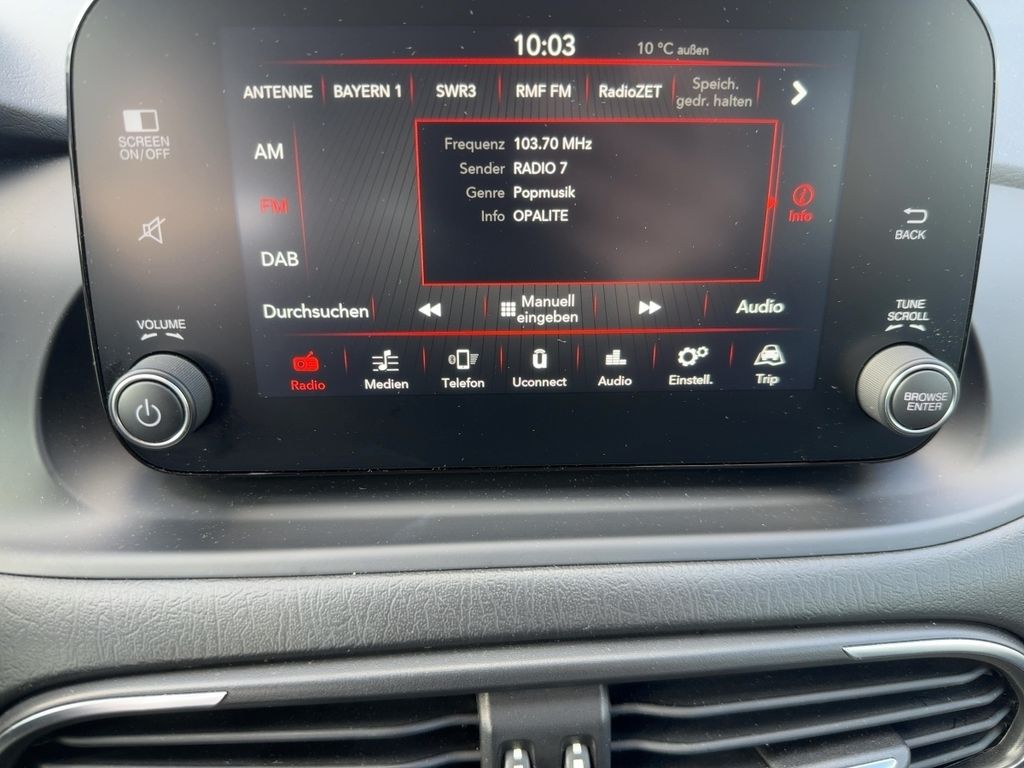 10:03 10 °C außen
ANTENNE BAYERN 1 SWR3 RMF FM RadioZET Speich. gedr. halten
SCREEN
ON/OFF
AM
FM
DAB
Frequenz 103.70 MHz
Sender RADIO 7
Genre Popmusik
Info OPALITE
Info
BACK
Durchsuchen Manuell eingeben Audio
VOLUME
TUNE
SCROLL
Radio Medien Telefon Uconnect Audio Einstell. Trip
BROWSE
ENTER